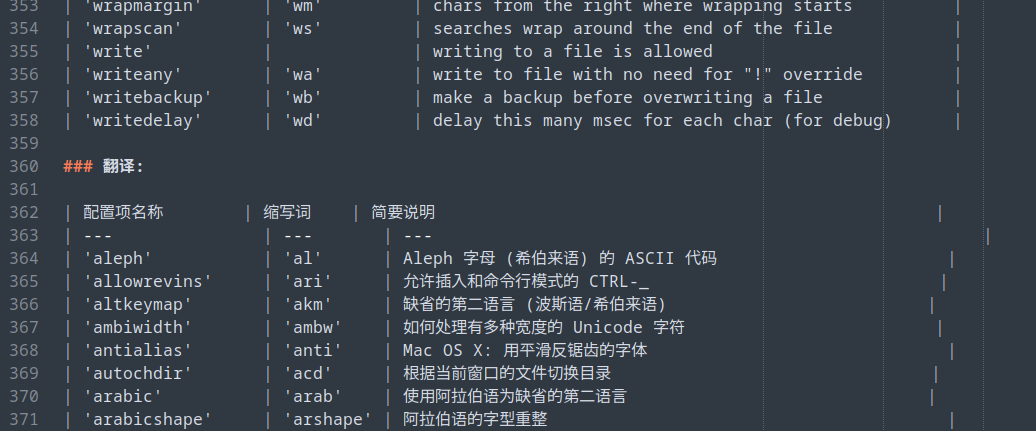 353 | 'wrapmargin' | 'wm' | chars from the right where wrapping starts |
354 | 'wrapscan' | 'ws' | searches wrap around the end of the file |
355 | 'write' | | writing to a file is allowed |
356 | 'writeany' | 'wa' | write to file with no need for "!" override |
357 | 'writebackup' | 'wb' | make a backup before overwriting a file |
358 | 'writedelay' | 'wd' | delay this many msec for each char (for debug) |
359
360 ### 翻译:
361
362 | 配置项名称 | 缩写词 | 简要说明 |
363 | --- | --- | --- |
364 | 'aleph' | 'al' | Aleph 字母 (希伯来语) 的 ASCII 代码 |
365 | 'allowrevins' | 'ari' | 允许插入和命令行模式的 CTRL-_ |
366 | 'altkeymap' | 'akm' | 缺省的第二语言 (波斯语/希伯来语) |
367 | 'ambiwidth' | 'ambw' | 如何处理有多种宽度的 Unicode 字符 |
368 | 'antialias' | 'anti' | Mac OS X: 用平滑反锯齿的字体 |
369 | 'autochdir' | 'acd' | 根据当前窗口的文件切换目录 |
370 | 'arabic' | 'arab' | 使用阿拉伯语为缺省的第二语言 |
371 | 'arabicshape' | 'arshape' | 阿拉伯语的字型重整 |